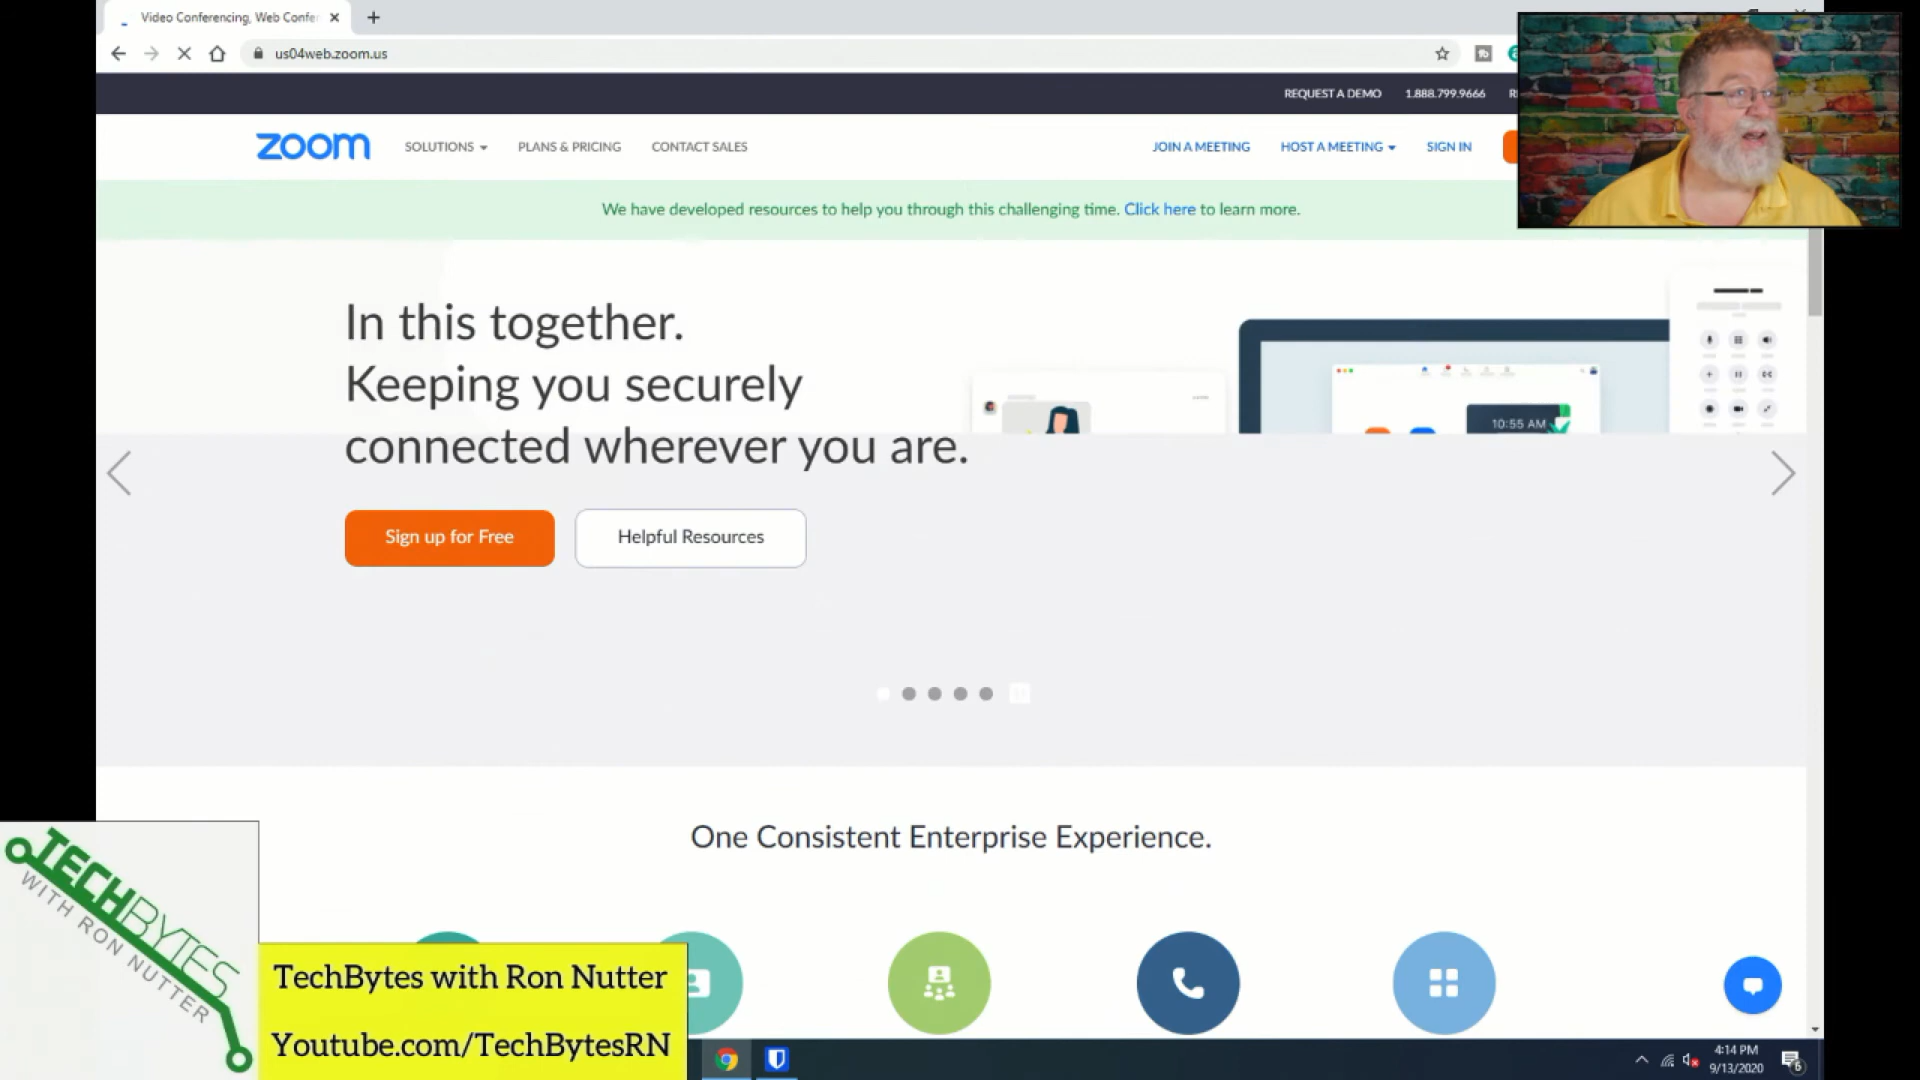 Video Conferencing, Web Confer
us04web.zoom.us
REQUEST A DEMO 1.888.799.9666
zoom SOLUTIONS PLANS & PRICING CONTACT SALES JOIN A MEETING HOST A MEETING SIGN IN
We have developed resources to help you through this challenging time. Click here to learn more.
In this together.
Keeping you securely
connected wherever you are.
10:55 AM
Sign up for Free Helpful Resources
One Consistent Enterprise Experience.
TECHBYTES
WITH RON NUTTER
TechBytes with Ron Nutter
Youtube.com/TechBytesRN
4:14 PM
9/13/2020
6